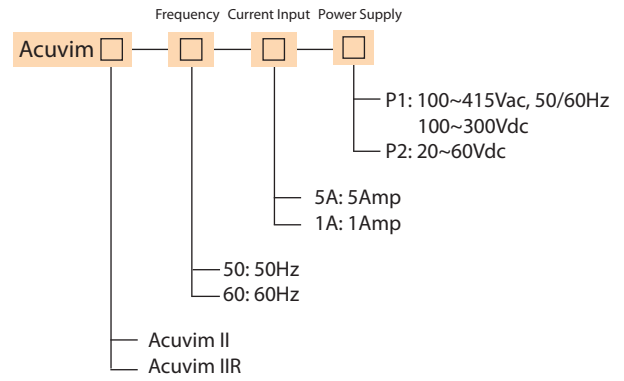 Frequency Current Input Power Supply
Acuvim
P1: 100~415Vac, 50/60Hz
100~300Vdc
P2: 20~60Vdc
5A: 5Amp
1A: 1Amp
50: 50Hz
60: 60Hz
Acuvim II
Acuvim IIR